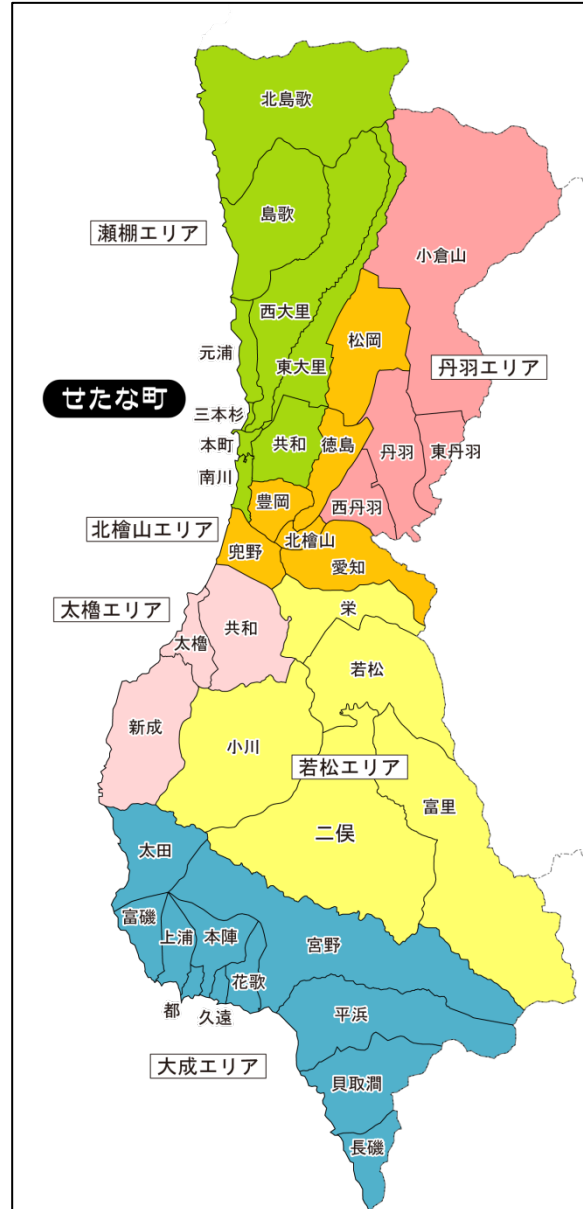 北島歌
島歌
瀬棚エリア
小倉山
西大里
元浦
松岡
東大里
丹羽エリア
せたな町
三本杉
本町
共和
徳島
丹羽
東丹羽
南川
豊岡
西丹羽
北檜山エリア
北檜山
兜野
愛知
太櫓エリア
栄
太櫓
共和
若松
新成
小川
若松エリア
富里
二俣
太田
富磯
上浦
本陣
宮野
花歌
都
久遠
平浜
大成エリア
貝取澗
長磯